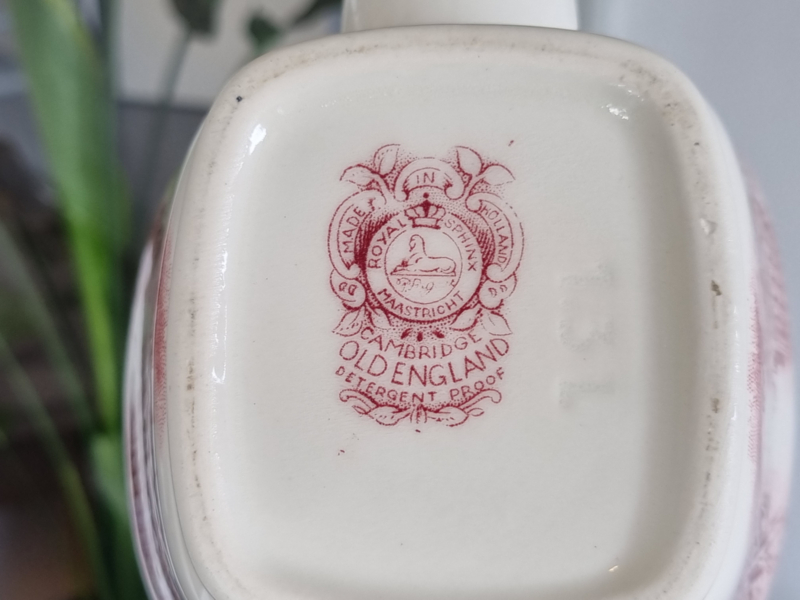 MADE IN HOLLAND
ROYAL SPHINX
MAASTRICHT
CAMBRIDGE
OLD ENGLAND
DETERGENT PROOF